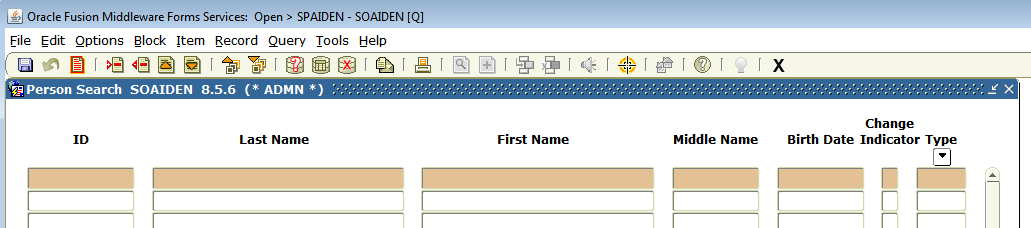 Oracle Fusion Middleware Forms Services: Open > SPAIDEN - SOAIDEN [Q]
File Edit Options Block Item Record Query Tools Help
X
Person Search SOAIDEN 8.5.6 (* ADMN *)
ID Last Name First Name Middle Name Birth Date Change Indicator Type